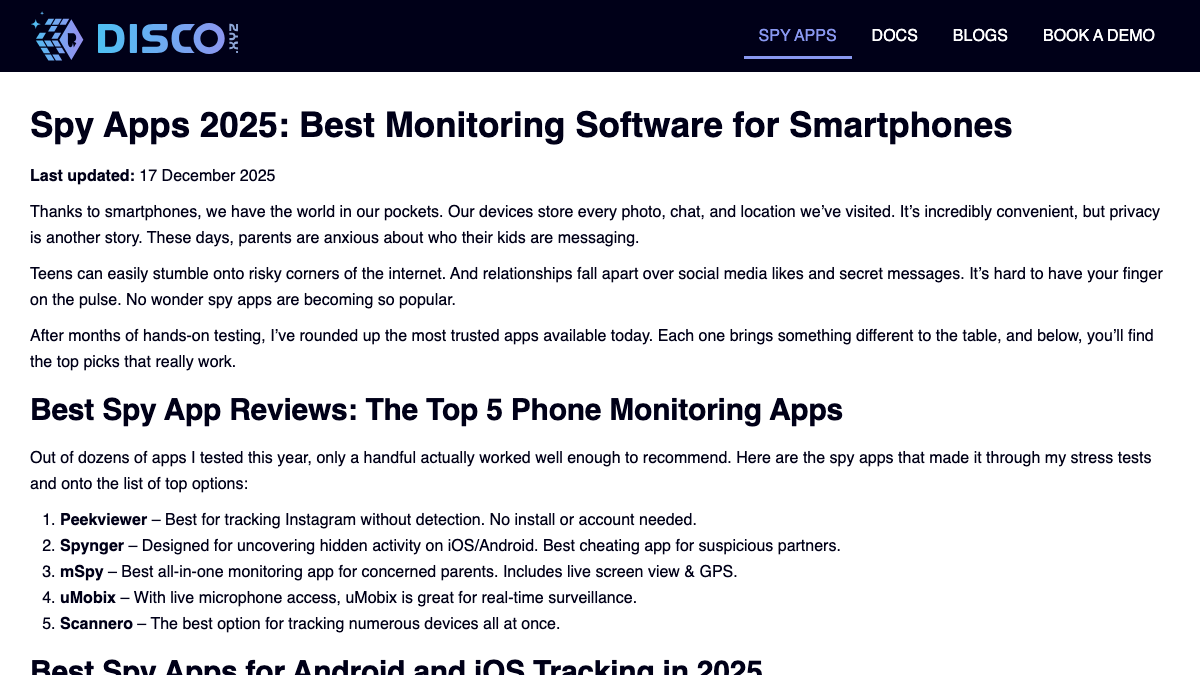 DISCO .XYZ
SPY APPS DOCS BLOGS BOOK A DEMO
Spy Apps 2025: Best Monitoring Software for Smartphones
Last updated: 17 December 2025
Thanks to smartphones, we have the world in our pockets. Our devices store every photo, chat, and location we’ve visited. It’s incredibly convenient, but privacy
is another story. These days, parents are anxious about who their kids are messaging.
Teens can easily stumble onto risky corners of the internet. And relationships fall apart over social media likes and secret messages. It’s hard to have your finger
on the pulse. No wonder spy apps are becoming so popular.
After months of hands-on testing, I’ve rounded up the most trusted apps available today. Each one brings something different to the table, and below, you’ll find
the top picks that really work.
Best Spy App Reviews: The Top 5 Phone Monitoring Apps
Out of dozens of apps I tested this year, only a handful actually worked well enough to recommend. Here are the spy apps that made it through my stress tests
and onto the list of top options:
1. Peekviewer – Best for tracking Instagram without detection. No install or account needed.
2. Spynger – Designed for uncovering hidden activity on iOS/Android. Best cheating app for suspicious partners.
3. mSpy – Best all-in-one monitoring app for concerned parents. Includes live screen view & GPS.
4. uMobix – With live microphone access, uMobix is great for real-time surveillance.
5. Scannero – The best option for tracking numerous devices all at once.
Best Spy Apps for Android and iOS Tracking in 2025